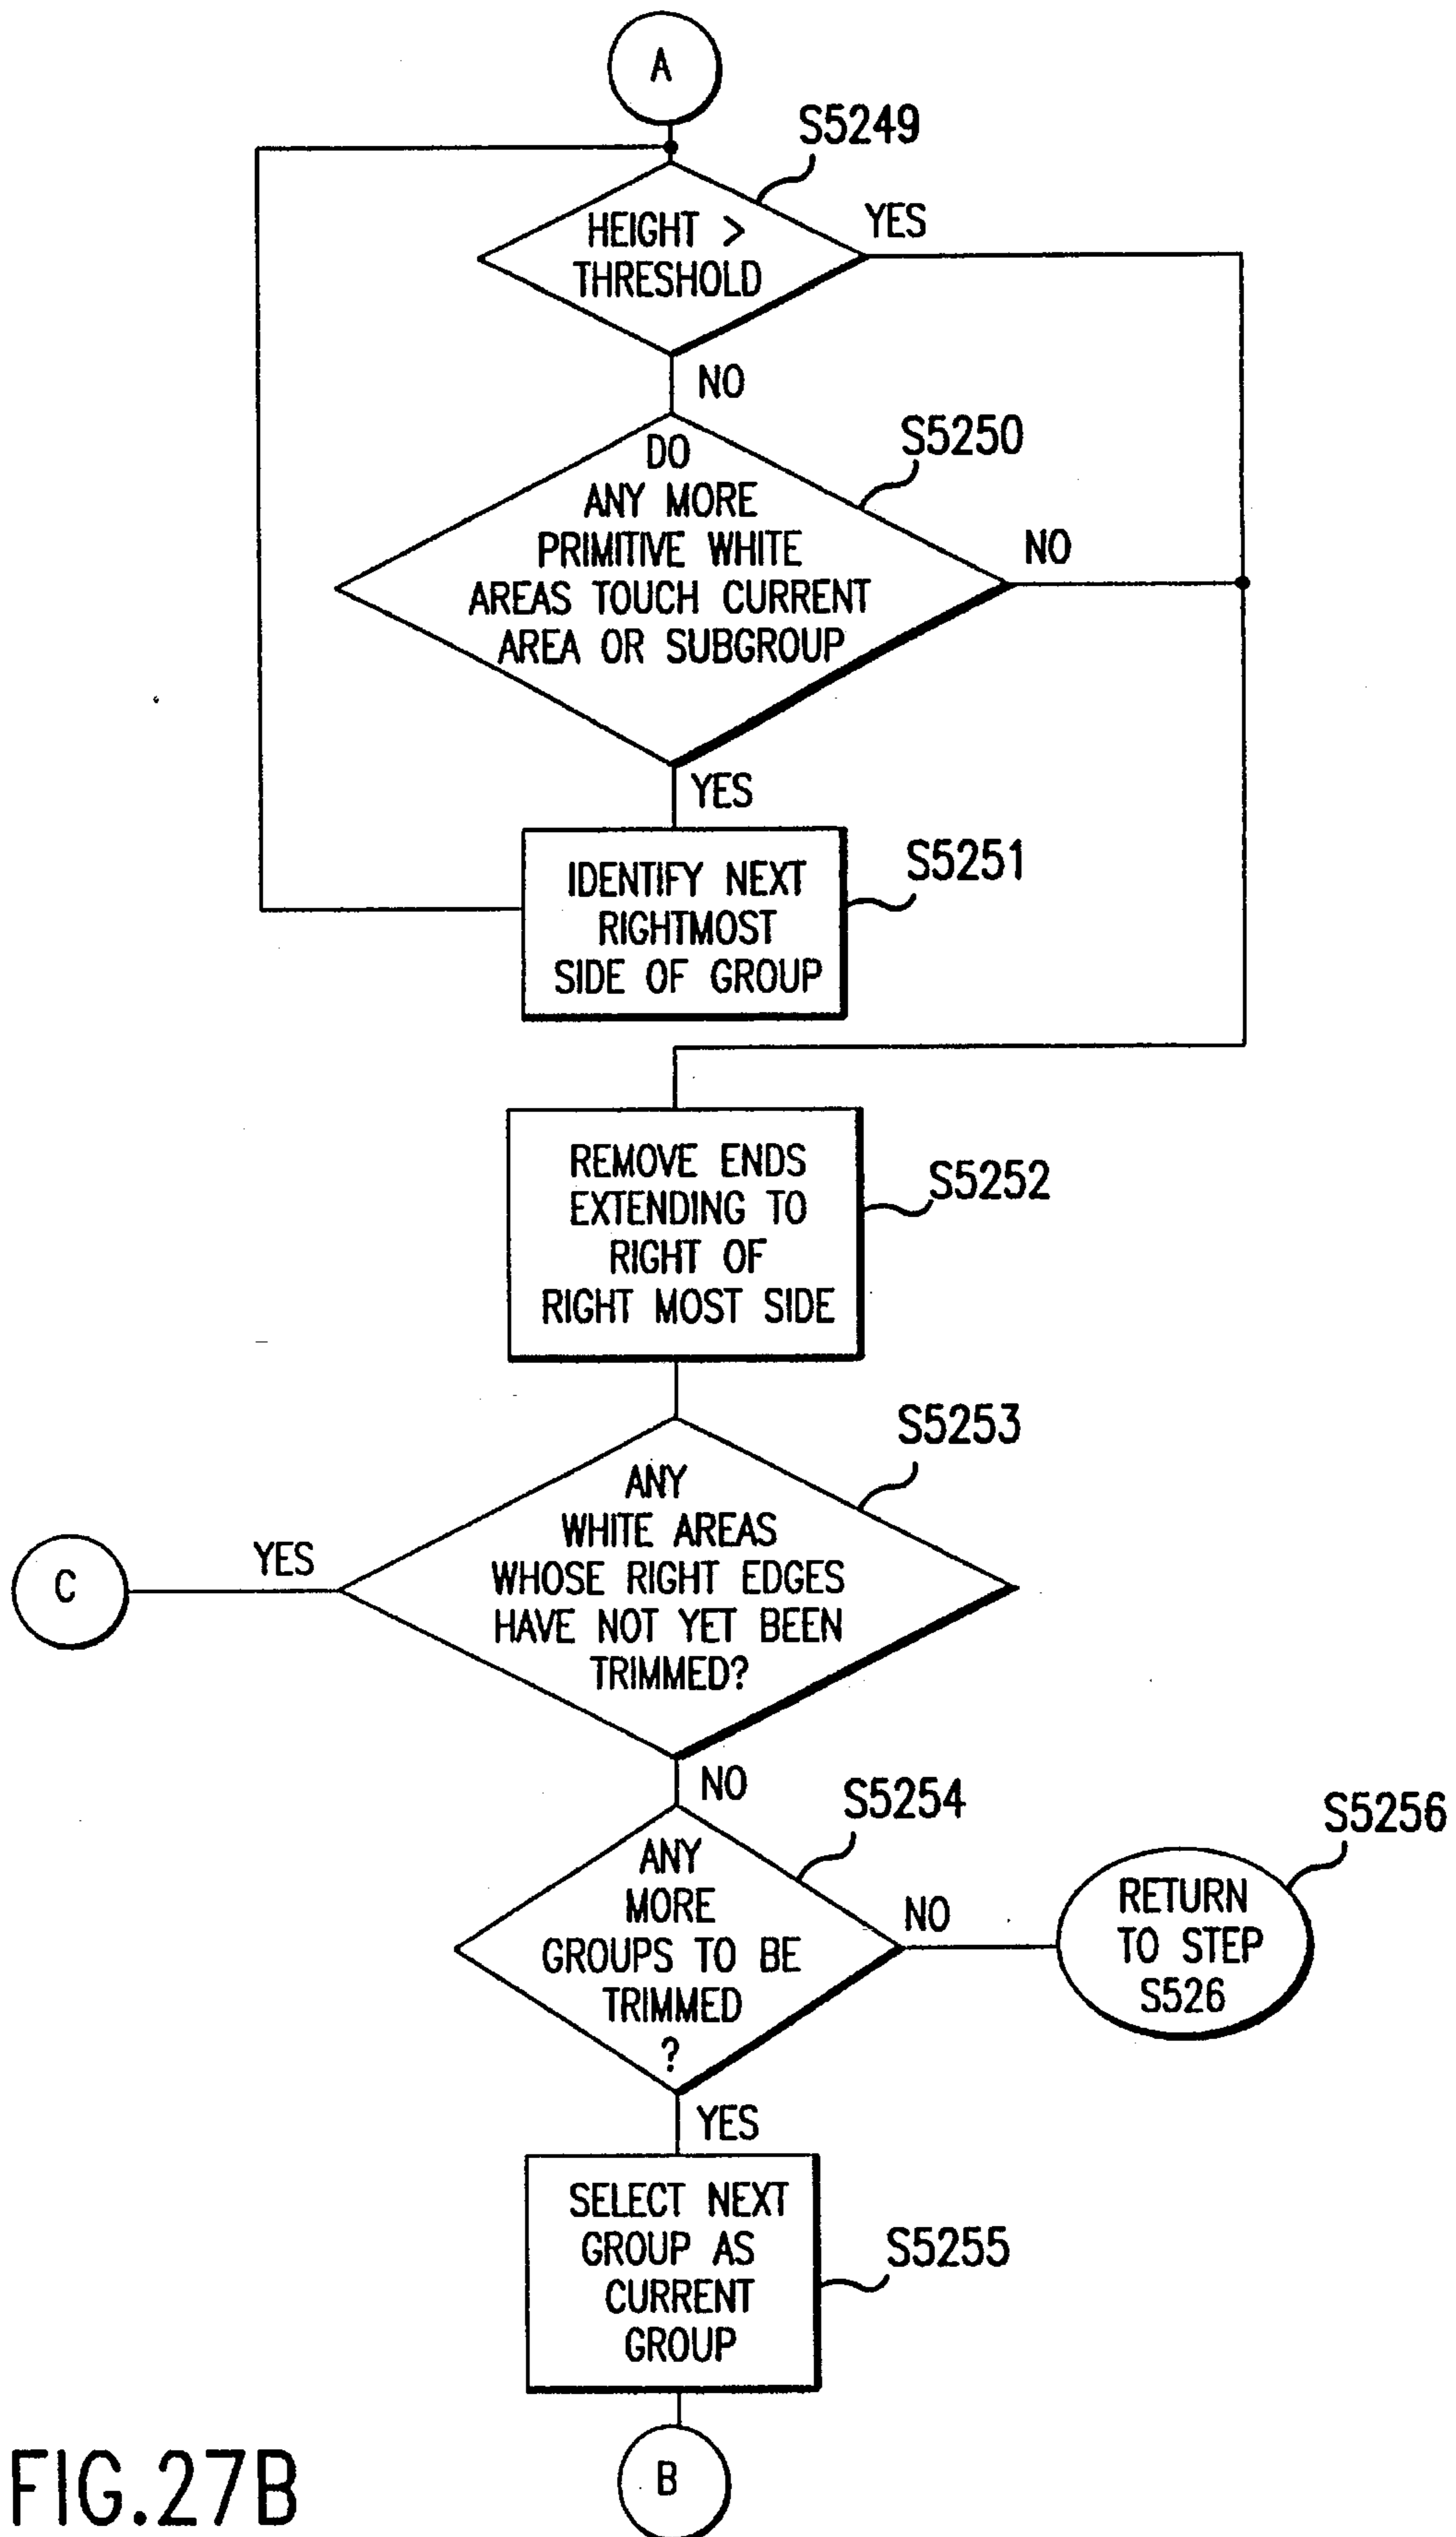 A
S5249
HEIGHT >
THRESHOLD
YES
NO
S5250
DO
ANY MORE
PRIMITIVE WHITE
AREAS TOUCH CURRENT
AREA OR SUBGROUP
NO
YES
S5251
IDENTIFY NEXT
RIGHTMOST
SIDE OF GROUP
S5252
REMOVE ENDS
EXTENDING TO
RIGHT OF
RIGHT MOST SIDE
S5253
ANY
WHITE AREAS
WHOSE RIGHT EDGES
HAVE NOT YET BEEN
TRIMMED?
YES
C
NO
S5254
ANY
MORE
GROUPS TO BE
TRIMMED
?
NO
S5256
RETURN
TO STEP
S526
YES
S5255
SELECT NEXT
GROUP AS
CURRENT
GROUP
B
FIG.27B